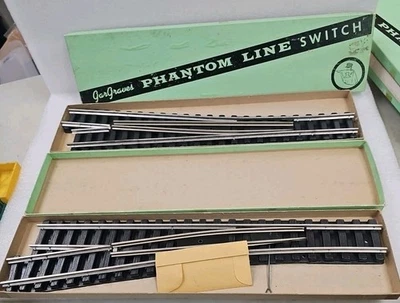 GarGraves PHANTOM LINE SWITCH